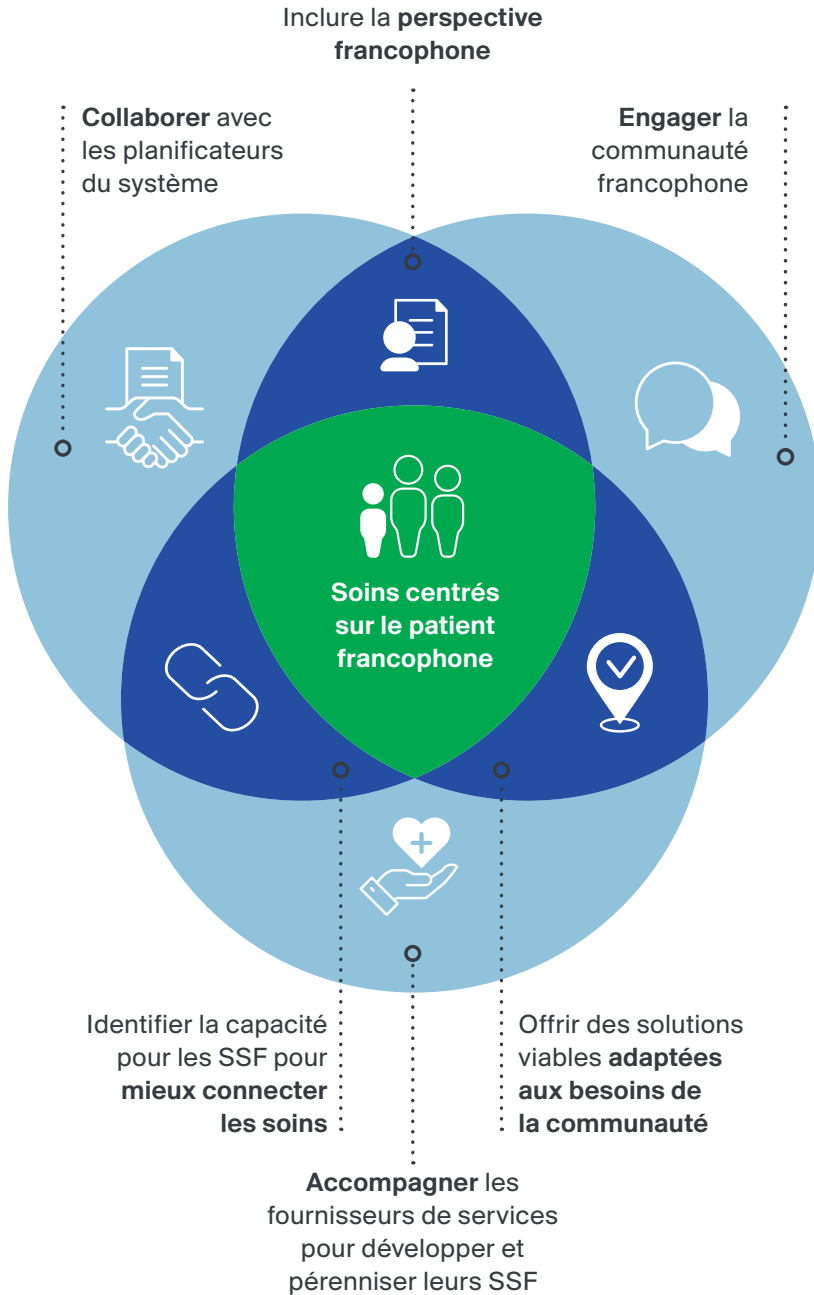 Inclure la perspective
francophone
Collaborer avec
les planificateurs
du système
Engager la
communauté
francophone
Soins centrés
sur le patient
francophone
Identifier la capacité
pour les SSF pour
mieux connecter
les soins
Offrir des solutions
viables adaptées
aux besoins de
la communauté
Accompagner les
fournisseurs de services
pour développer et
pérenniser leurs SSF